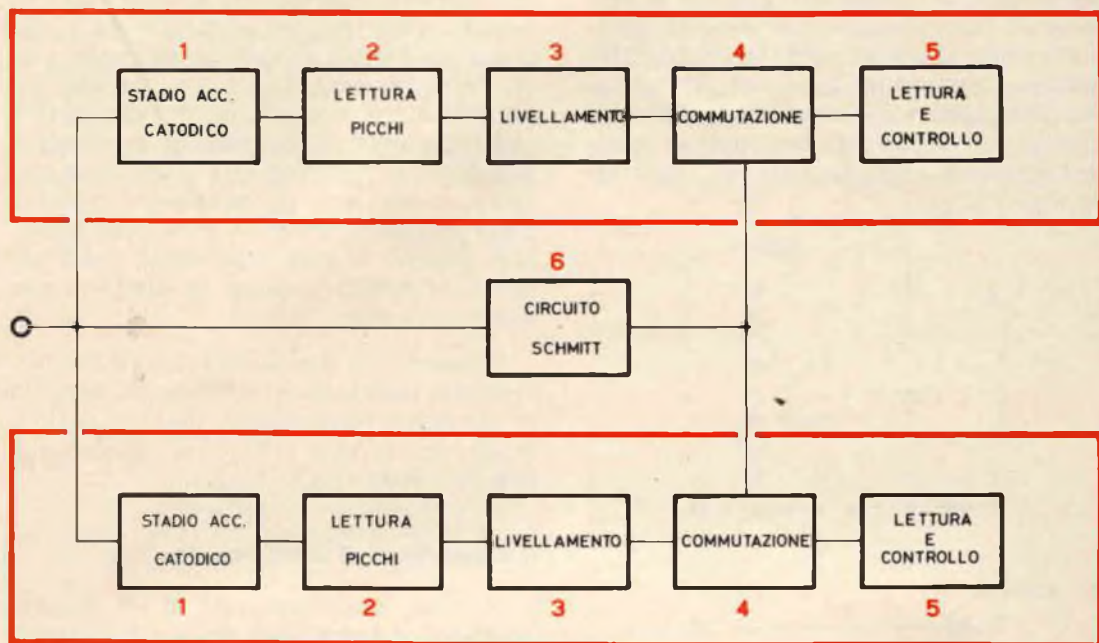 1 2 3 4 5
STADIO ACC.
CATODICO
LETTURA
PICCHI
LIVELLAMENTO
COMMUTAZIONE
LETTURA
E
CONTROLLO
6
CIRCUITO
SCHMITT
STADIO ACC.
CATODICO
LETTURA
PICCHI
LIVELLAMENTO
COMMUTAZIONE
LETTURA
E
CONTROLLO
1 2 3 4 5